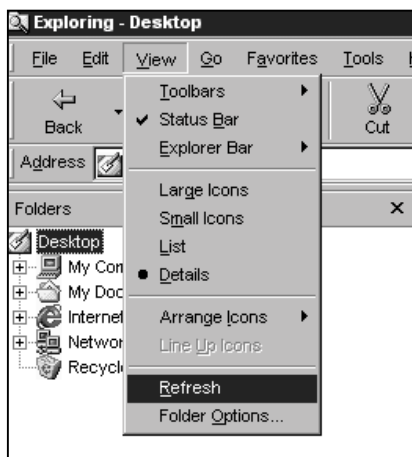 Exploring - Desktop
File Edit View Go Favorites Tools
Back
Cut
Address
Toolbars
Status Bar
Explorer Bar
Large Icons
Small Icons
List
Details
Arrange Icons
Line Up Icons
Refresh
Folder Options...
Folders
Desktop
My Com
My Doc
Internet
Networ
Recycl